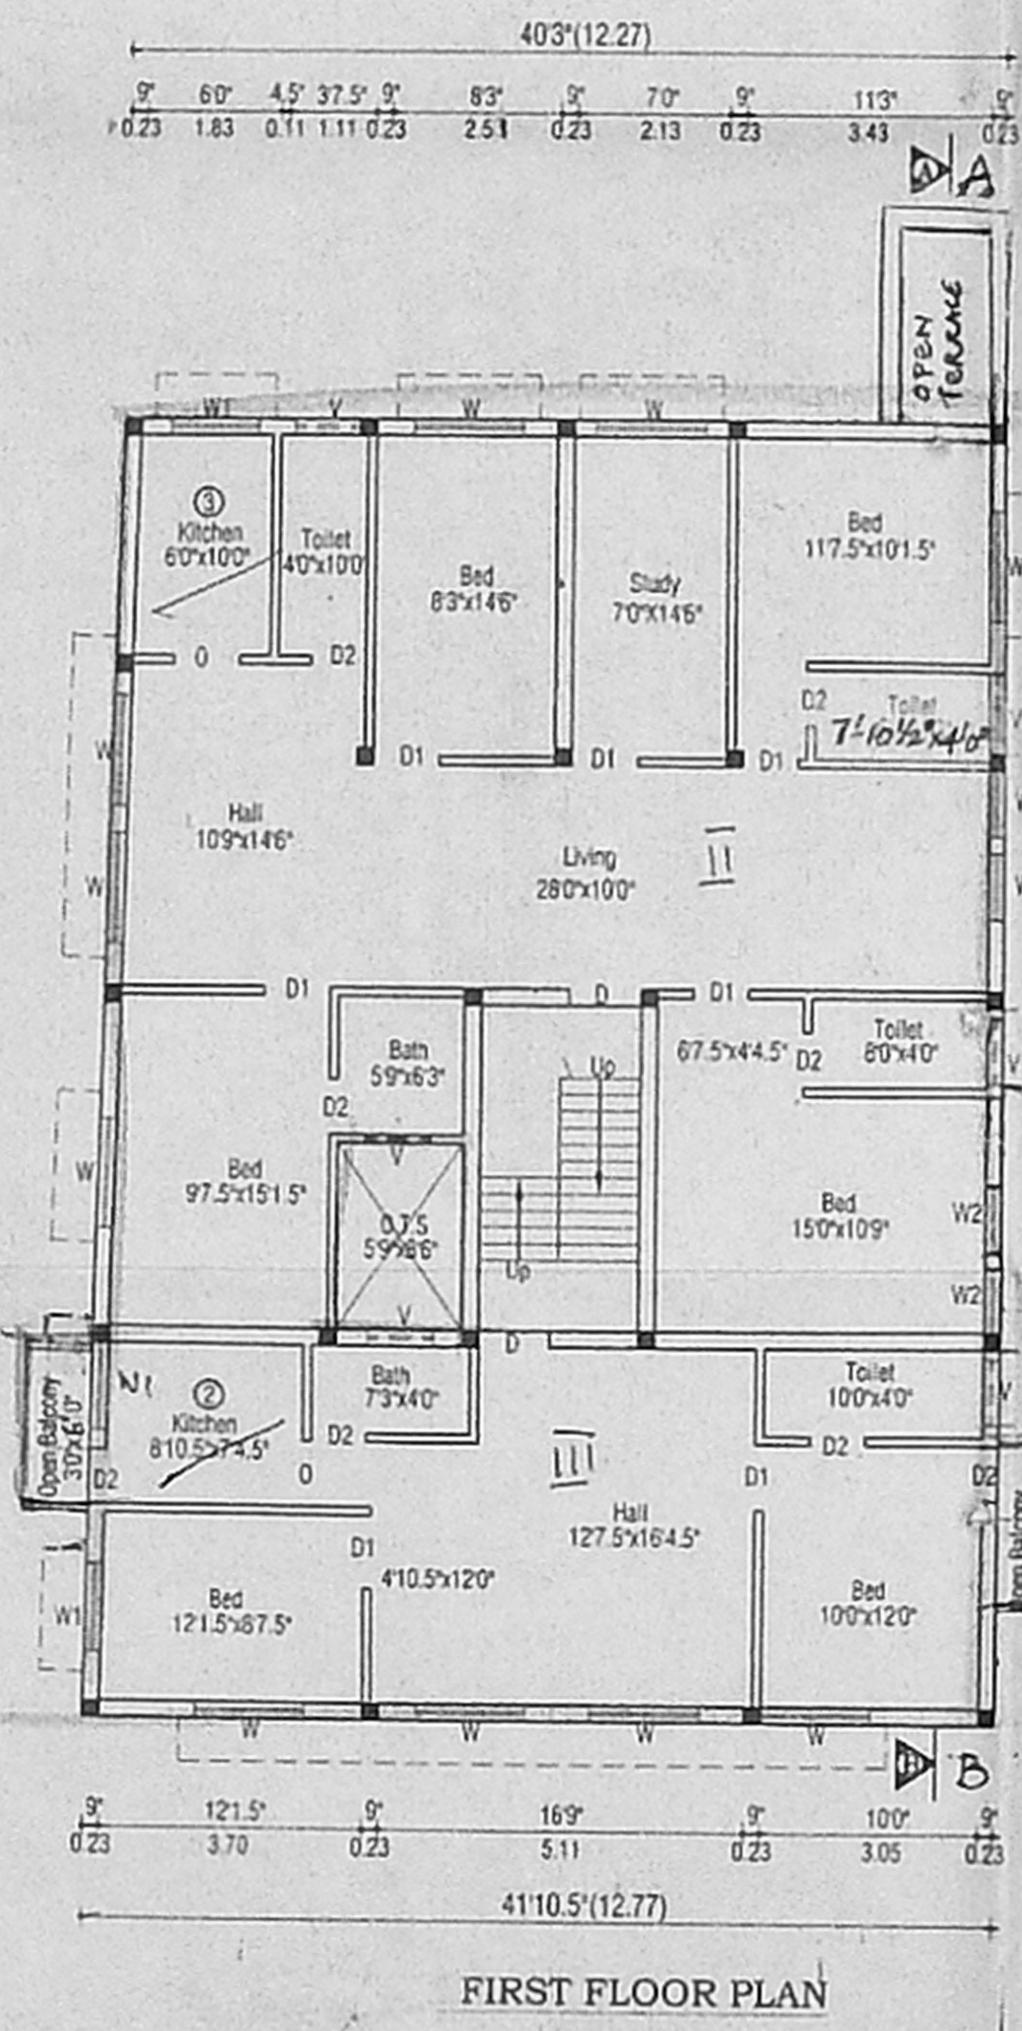 40'3"(12.27)
9" 6'0" 4.5" 3'7.5" 9" 8'3" 9" 7'0" 9" 11'3" 9"
0.23 1.83 0.11 1.11 0.23 2.51 0.23 2.13 0.23 3.43 0.23
A
OPEN
TERRACE
W1 V W W
3
Kitchen
6'0"x10'0"
Toilet
4'0"x10'0
Bed
8'3"x14'6"
Study
7'0"X14'6"
Bed
11'7.5"x10'1.5"
W
O D2
D2
Toilet
7'-10½"x4'0"
V
D1 D1 D1
W
W
Hall
10'9"x14'6"
Living
28'0"x10'0"
II
W
D1 D D1
Bath
5'9"x6'3"
D2
Up
6'7.5"x4'4.5"
D2
Toilet
8'0"x4'0"
V
W
Bed
9'7.5"x15'1.5"
V
O.T.S
5'9"x8'6"
V
Up
Bed
15'0"x10'9"
W2
W2
D
Open Balcony
3'0"x6'0"
D2
2
Kitchen
8'10.5"x7'4.5"
O
Bath
7'3"x4'0"
D2
III
Toilet
10'0"x4'0"
V
D2
D1
D2
Hall
12'7.5"x16'4.5"
D1
4'10.5"x12'0"
W1
Bed
12'1.5"x8'7.5"
Bed
10'0"x12'0"
W W W W
B
9" 12'1.5" 9" 16'9" 9" 10'0" 9"
0.23 3.70 0.23 5.11 0.23 3.05 0.23
41'10.5"(12.77)
FIRST FLOOR PLAN